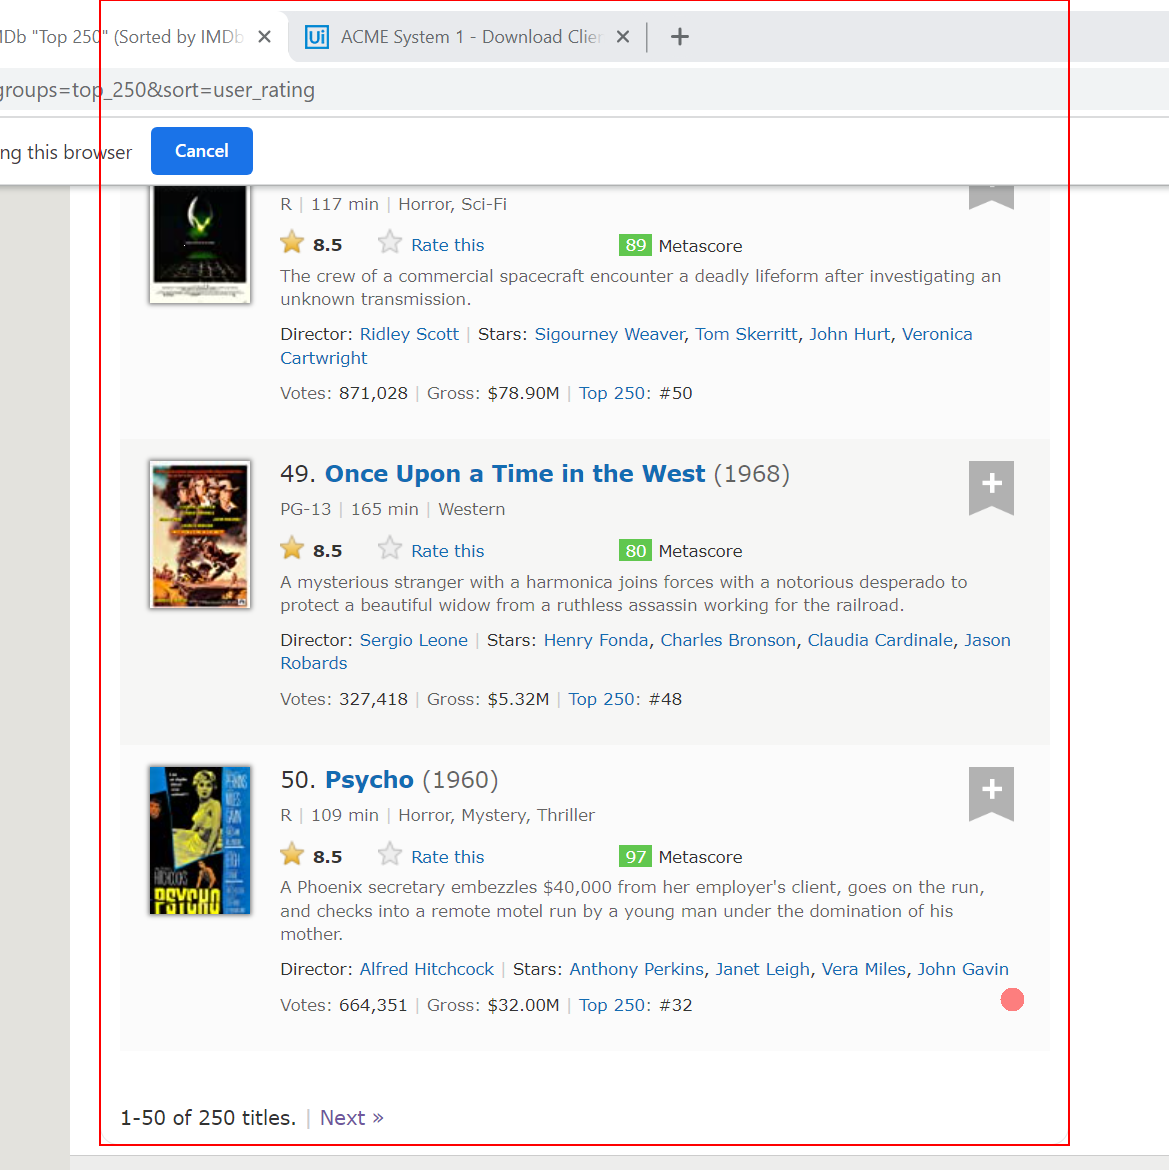 MDb "Top 250" (Sorted by IMDb
Ui ACME System 1 - Download Clien
groups=top_250&sort=user_rating
ng this browser Cancel
R | 117 min | Horror, Sci-Fi
8.5 Rate this 89 Metascore
The crew of a commercial spacecraft encounter a deadly lifeform after investigating an
unknown transmission.
Director: Ridley Scott | Stars: Sigourney Weaver, Tom Skerritt, John Hurt, Veronica
Cartwright
Votes: 871,028 | Gross: $78.90M | Top 250: #50
49. Once Upon a Time in the West (1968)
PG-13 | 165 min | Western
8.5 Rate this 80 Metascore
A mysterious stranger with a harmonica joins forces with a notorious desperado to
protect a beautiful widow from a ruthless assassin working for the railroad.
Director: Sergio Leone | Stars: Henry Fonda, Charles Bronson, Claudia Cardinale, Jason
Robards
Votes: 327,418 | Gross: $5.32M | Top 250: #48
50. Psycho (1960)
R | 109 min | Horror, Mystery, Thriller
8.5 Rate this 97 Metascore
A Phoenix secretary embezzles $40,000 from her employer's client, goes on the run,
and checks into a remote motel run by a young man under the domination of his
mother.
Director: Alfred Hitchcock | Stars: Anthony Perkins, Janet Leigh, Vera Miles, John Gavin
Votes: 664,351 | Gross: $32.00M | Top 250: #32
PSYCHO
1-50 of 250 titles. | Next »